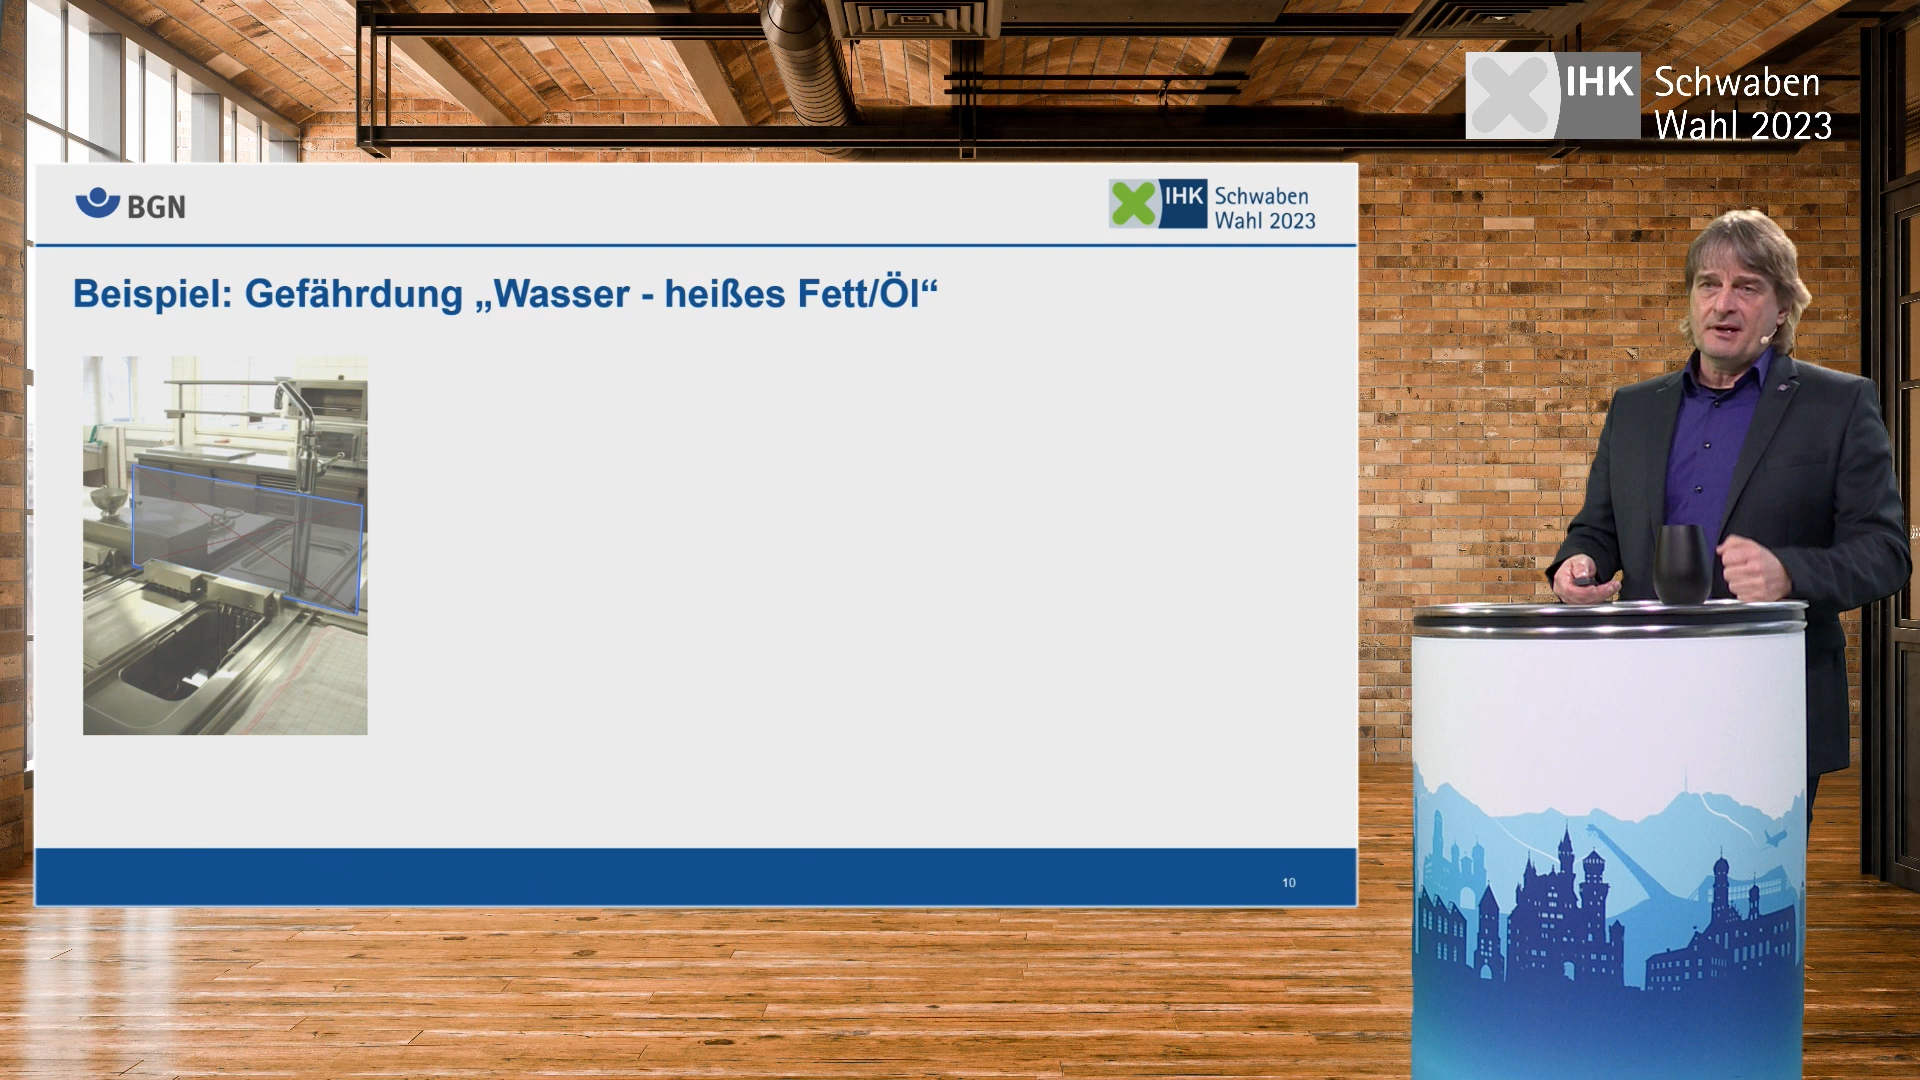 IHK Schwaben
Wahl 2023
BGN
IHK Schwaben
Wahl 2023
Beispiel: Gefährdung „Wasser - heißes Fett/Öl“
10